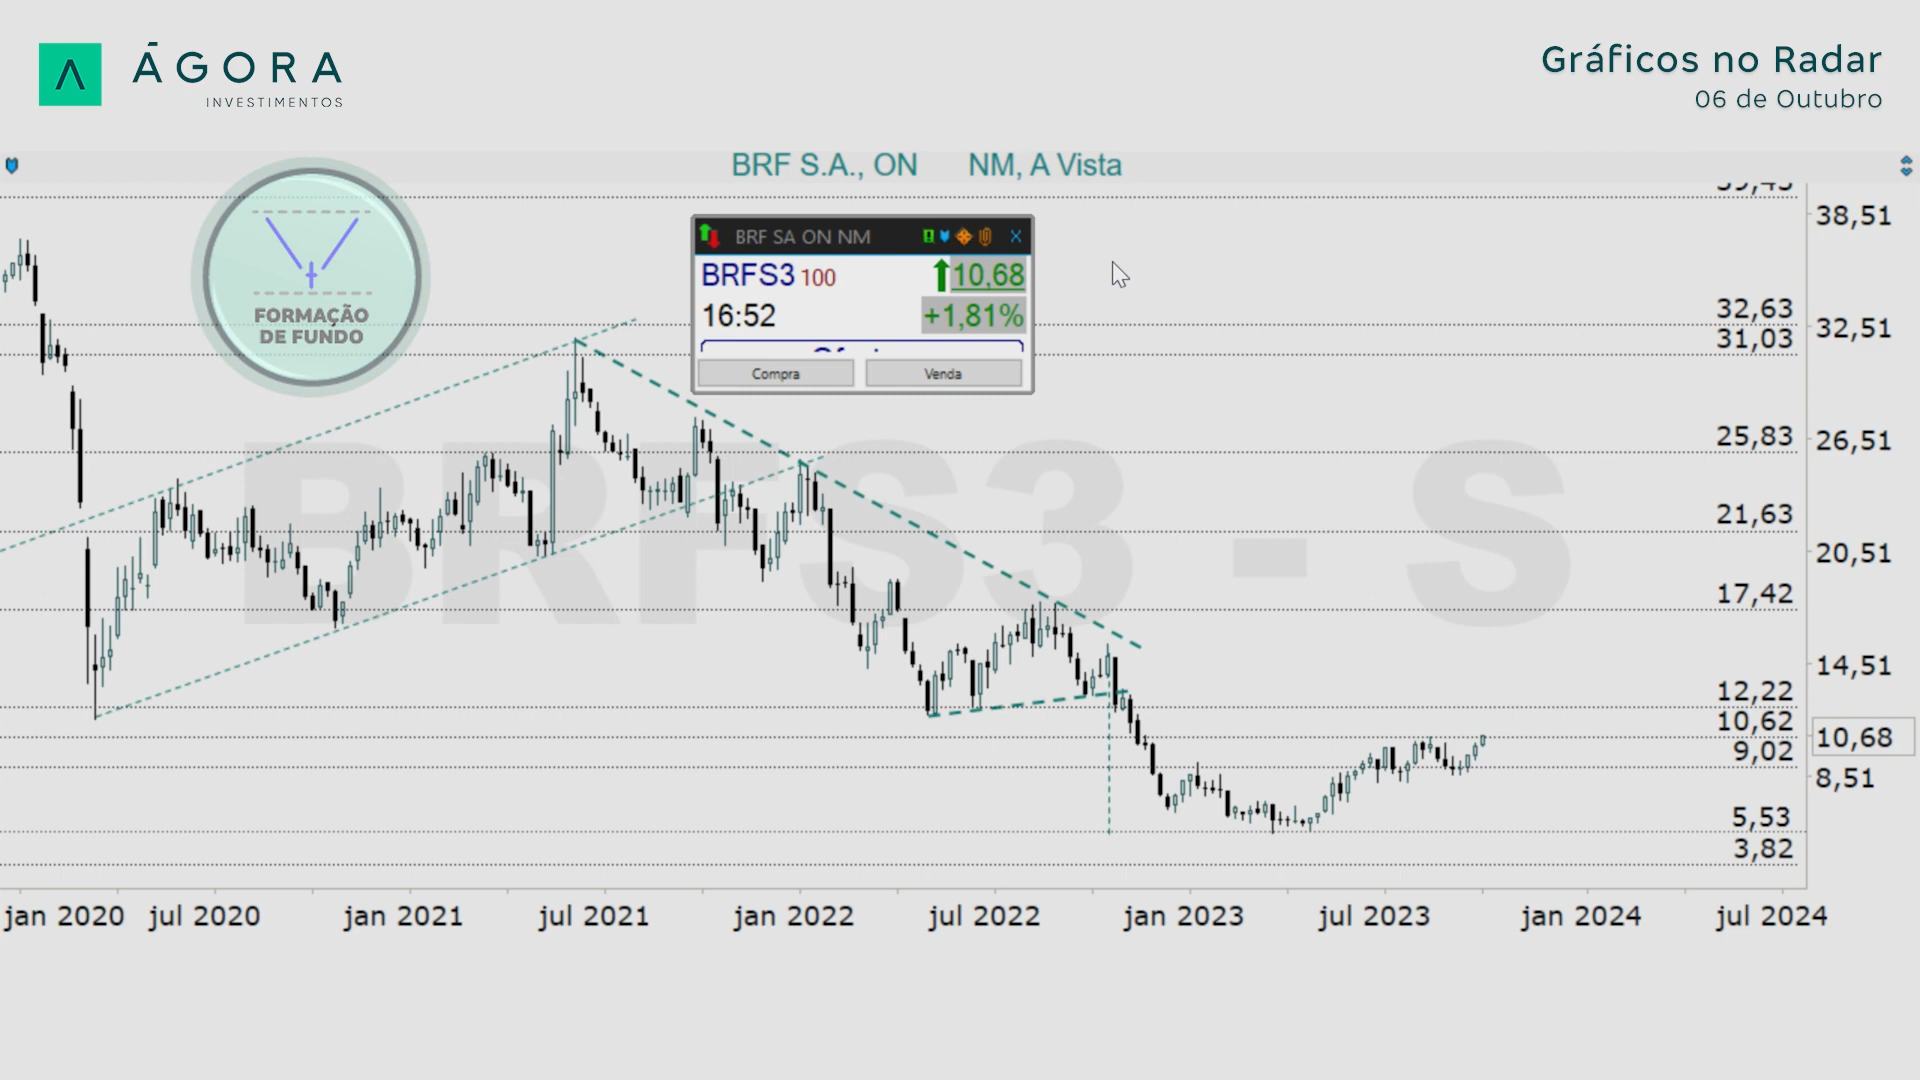 ÁGORA
INVESTIMENTOS
Gráficos no Radar
06 de Outubro
BRF S.A., ON NM, A Vista
FORMAÇÃO
DE FUNDO
BRF SA ON NM
BRFS3 100 10,68
16:52 +1,81%
Compra Venda
BRFS3 - S
39,43
32,63
31,03
25,83
21,63
17,42
12,22
10,62
9,02
5,53
3,82
38,51
32,51
26,51
20,51
14,51
10,68
8,51
jan 2020 jul 2020 jan 2021 jul 2021 jan 2022 jul 2022 jan 2023 jul 2023 jan 2024 jul 2024